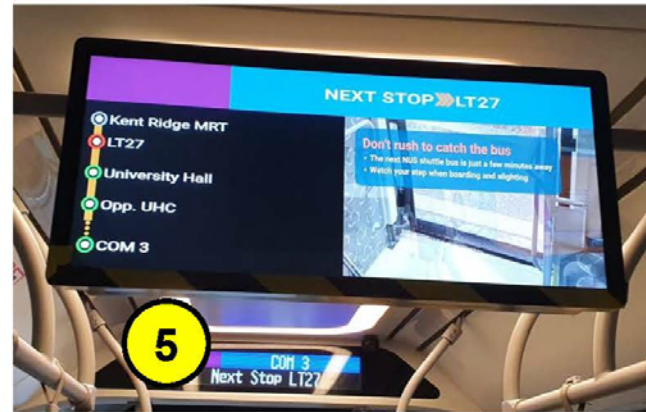 NEXT STOP LT27
Kent Ridge MRT
LT27
University Hall
Opp. UHC
COM 3
Don't rush to catch the bus
• The next NUS shuttle bus is just a few minutes away
• Watch your step when boarding and alighting
5
COM 3
Next Stop LT27